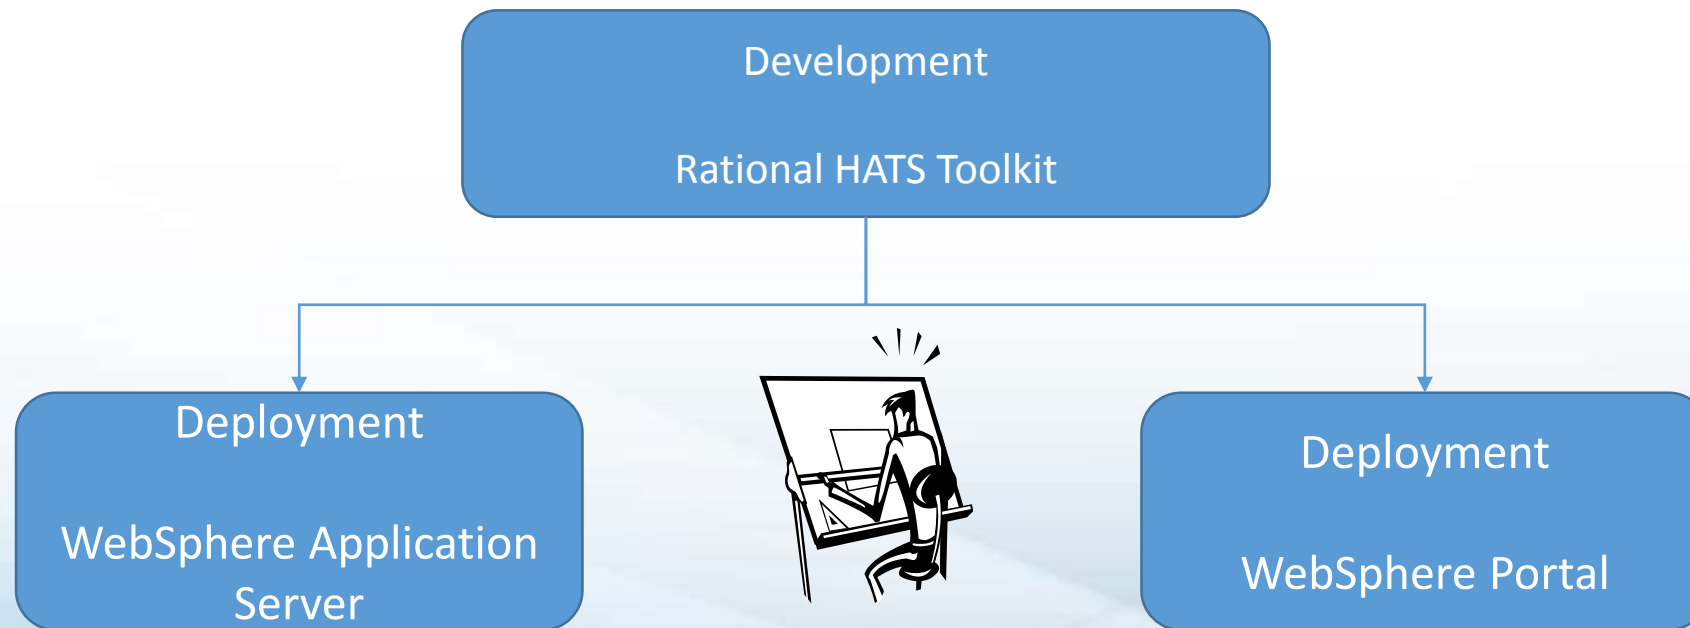 Development
Rational HATS Toolkit
Deployment
WebSphere Application
Server
Deployment
WebSphere Portal